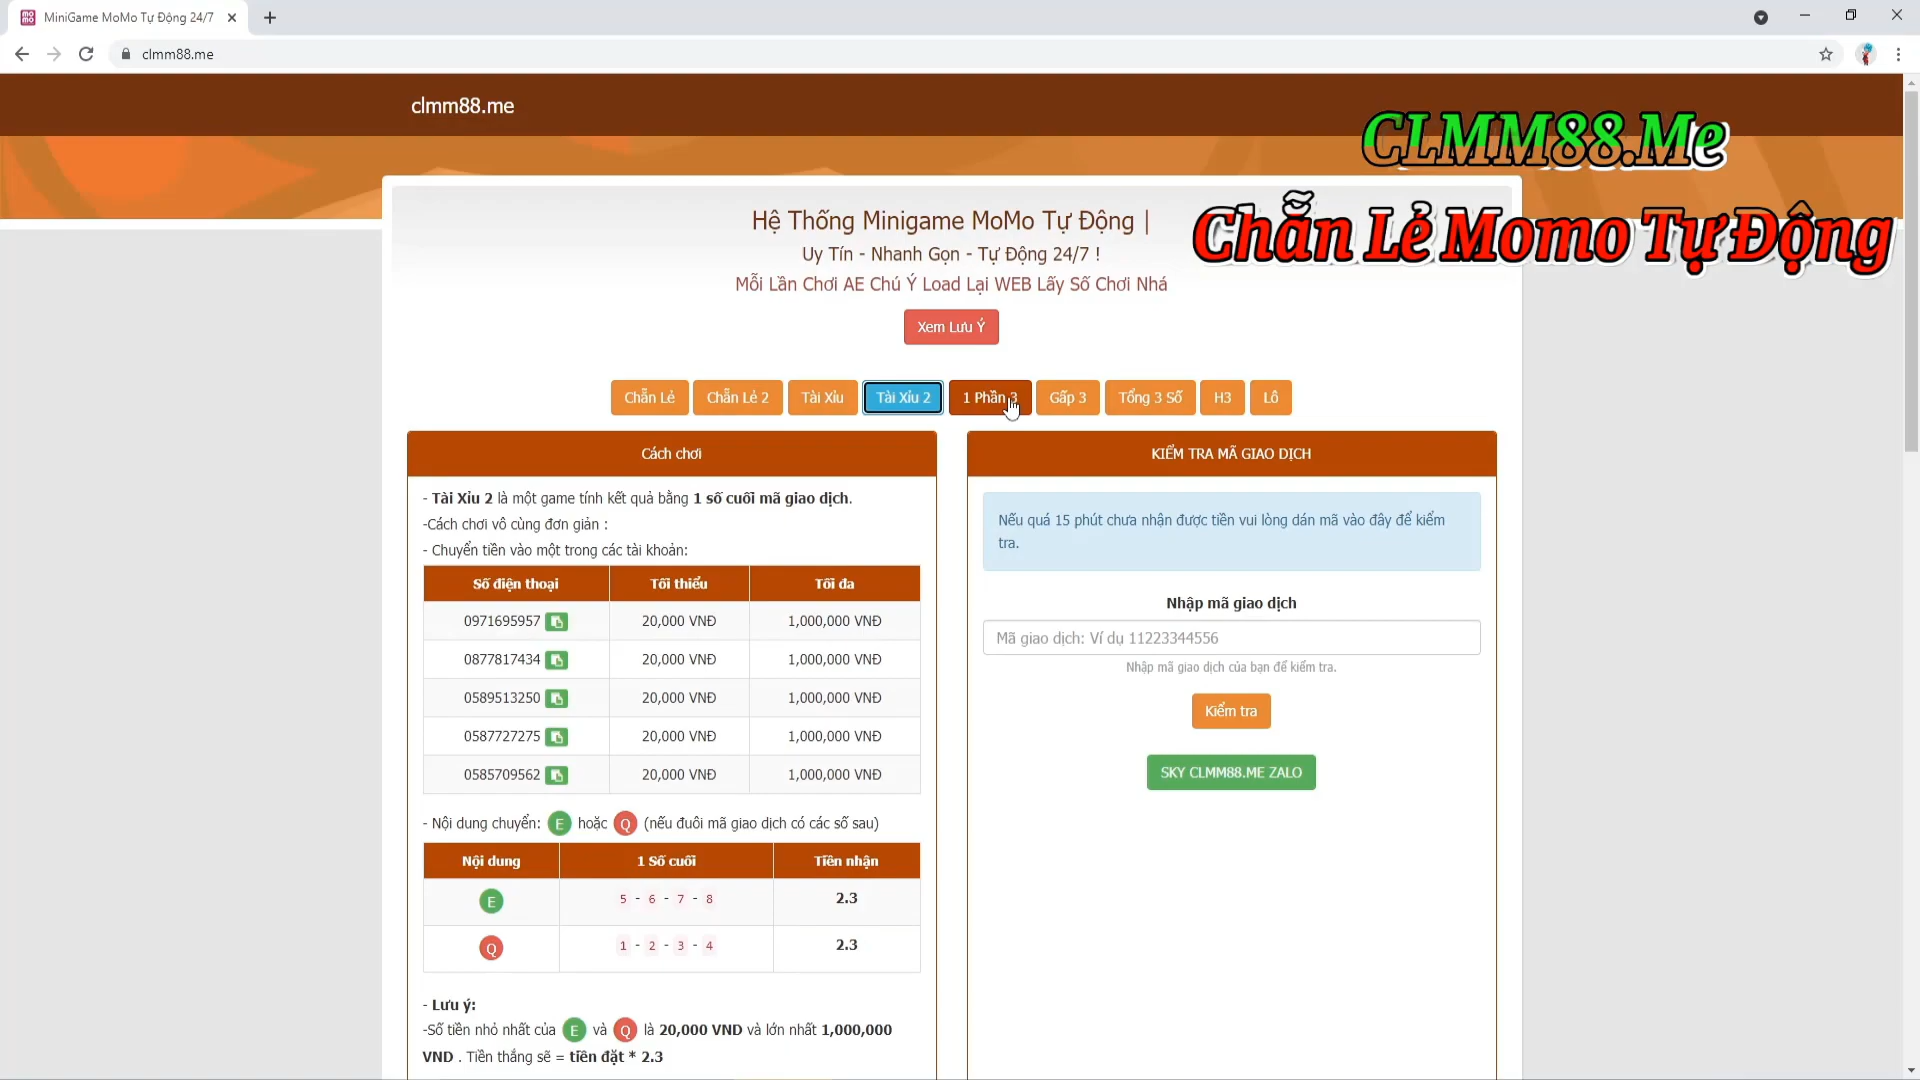 MiniGame MoMo Tự Động 24/7
clmm88.me
clmm88.me
CLMM88.Me
Chẵn Lẻ Momo Tự Động
Hệ Thống Minigame MoMo Tự Động |
Uy Tín - Nhanh Gọn - Tự Động 24/7 !
Mỗi Lần Chơi AE Chú Ý Load Lại WEB Lấy Số Chơi Nhá
Xem Lưu Ý
Chẵn Lẻ Chẵn Lẻ 2 Tài Xỉu Tài Xỉu 2 1 Phần 3 Gấp 3 Tổng 3 Số H3 Lô
Cách chơi
- Tài Xỉu 2 là một game tính kết quả bằng 1 số cuối mã giao dịch.
-Cách chơi vô cùng đơn giản :
- Chuyển tiền vào một trong các tài khoản:
Số điện thoại Tối thiểu Tối đa
0971695957 20,000 VNĐ 1,000,000 VNĐ
0877817434 20,000 VNĐ 1,000,000 VNĐ
0589513250 20,000 VNĐ 1,000,000 VNĐ
0587727275 20,000 VNĐ 1,000,000 VNĐ
0585709562 20,000 VNĐ 1,000,000 VNĐ
- Nội dung chuyển: E hoặc Q (nếu đuôi mã giao dịch có các số sau)
Nội dung 1 Số cuối Tiền nhận
E 5 - 6 - 7 - 8 2.3
Q 1 - 2 - 3 - 4 2.3
- Lưu ý:
-Số tiền nhỏ nhất của E và Q là 20,000 VND và lớn nhất 1,000,000
VND . Tiền thắng sẽ = tiền đặt * 2.3
KIỂM TRA MÃ GIAO DỊCH
Nếu quá 15 phút chưa nhận được tiền vui lòng dán mã vào đây để kiểm
tra.
Nhập mã giao dịch
Mã giao dịch: Ví dụ 11223344556
Nhập mã giao dịch của bạn để kiểm tra.
Kiểm tra
SKY CLMM88.ME ZALO